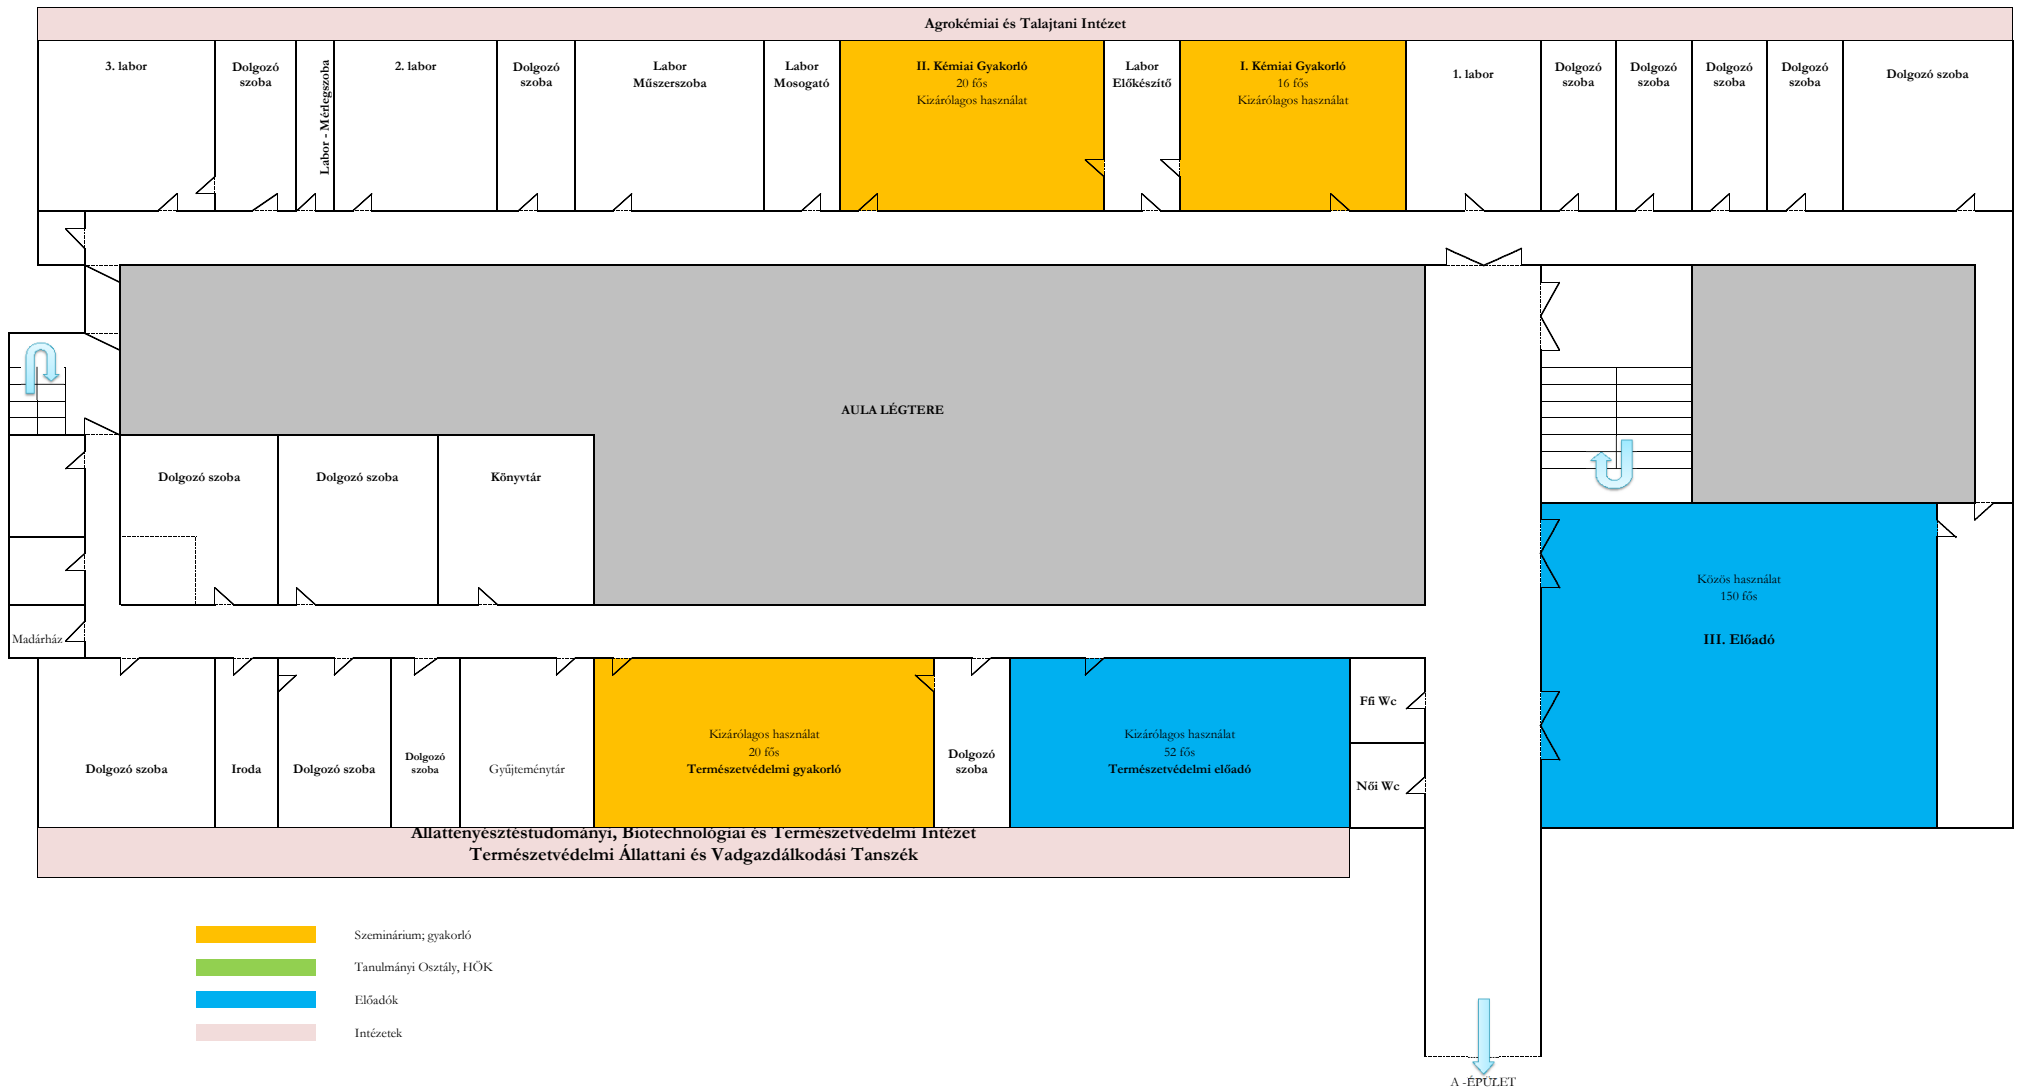 Agrokémiai és Talajtani Intézet
3. labor
Dolgozó
szoba
Labor - Mérlegszoba
2. labor
Dolgozó
szoba
Labor
Műszerszoba
Labor
Mosogató
II. Kémiai Gyakorló
20 fős
Kizárólagos használat
Labor
Előkészítő
I. Kémiai Gyakorló
16 fős
Kizárólagos használat
1. labor
Dolgozó
szoba
Dolgozó
szoba
Dolgozó
szoba
Dolgozó
szoba
Dolgozó szoba
AULA LÉGTERE
Dolgozó szoba
Dolgozó szoba
Könyvtár
Közös használat
150 fős
III. Előadó
Madárház
Dolgozó szoba
Iroda
Dolgozó szoba
Dolgozó
szoba
Gyűjteménytár
Kizárólagos használat
20 fős
Természetvédelmi gyakorló
Dolgozó
szoba
Kizárólagos használat
52 fős
Természetvédelmi előadó
Ffi Wc
Női Wc
Állattenyésztéstudományi, Biotechnológiai és Természetvédelmi Intézet
Természetvédelmi Állattani és Vadgazdálkodási Tanszék
Szeminárium; gyakorló
Tanulmányi Osztály, HÖK
Előadók
Intézetek
A -ÉPÜLET